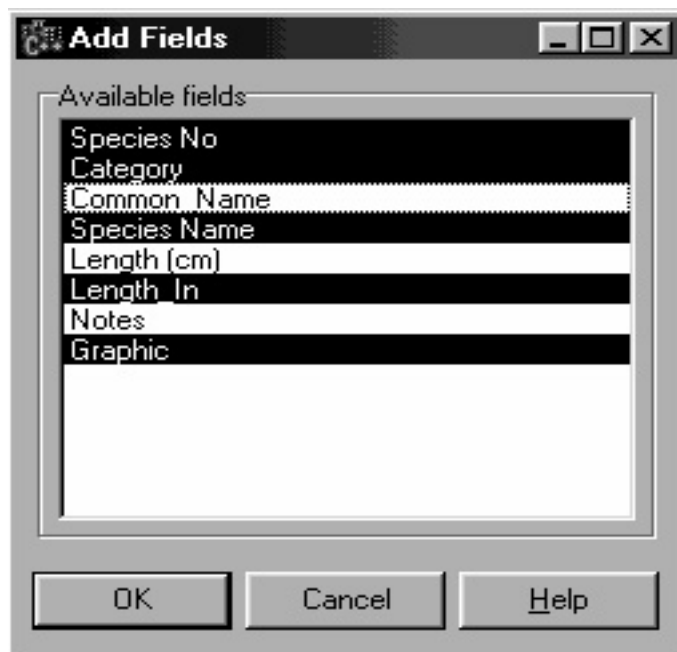 Add Fields
Available fields
Species No
Category
Common_Name
Species Name
Length (cm)
Length_In
Notes
Graphic
OK
Cancel
Help